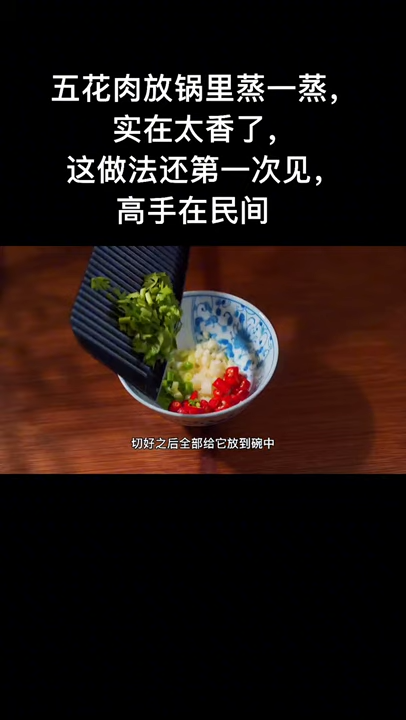 五花肉放锅里蒸一蒸，
实在太香了，
这做法还第一次见，
高手在民间
切好之后全部给它放到碗中